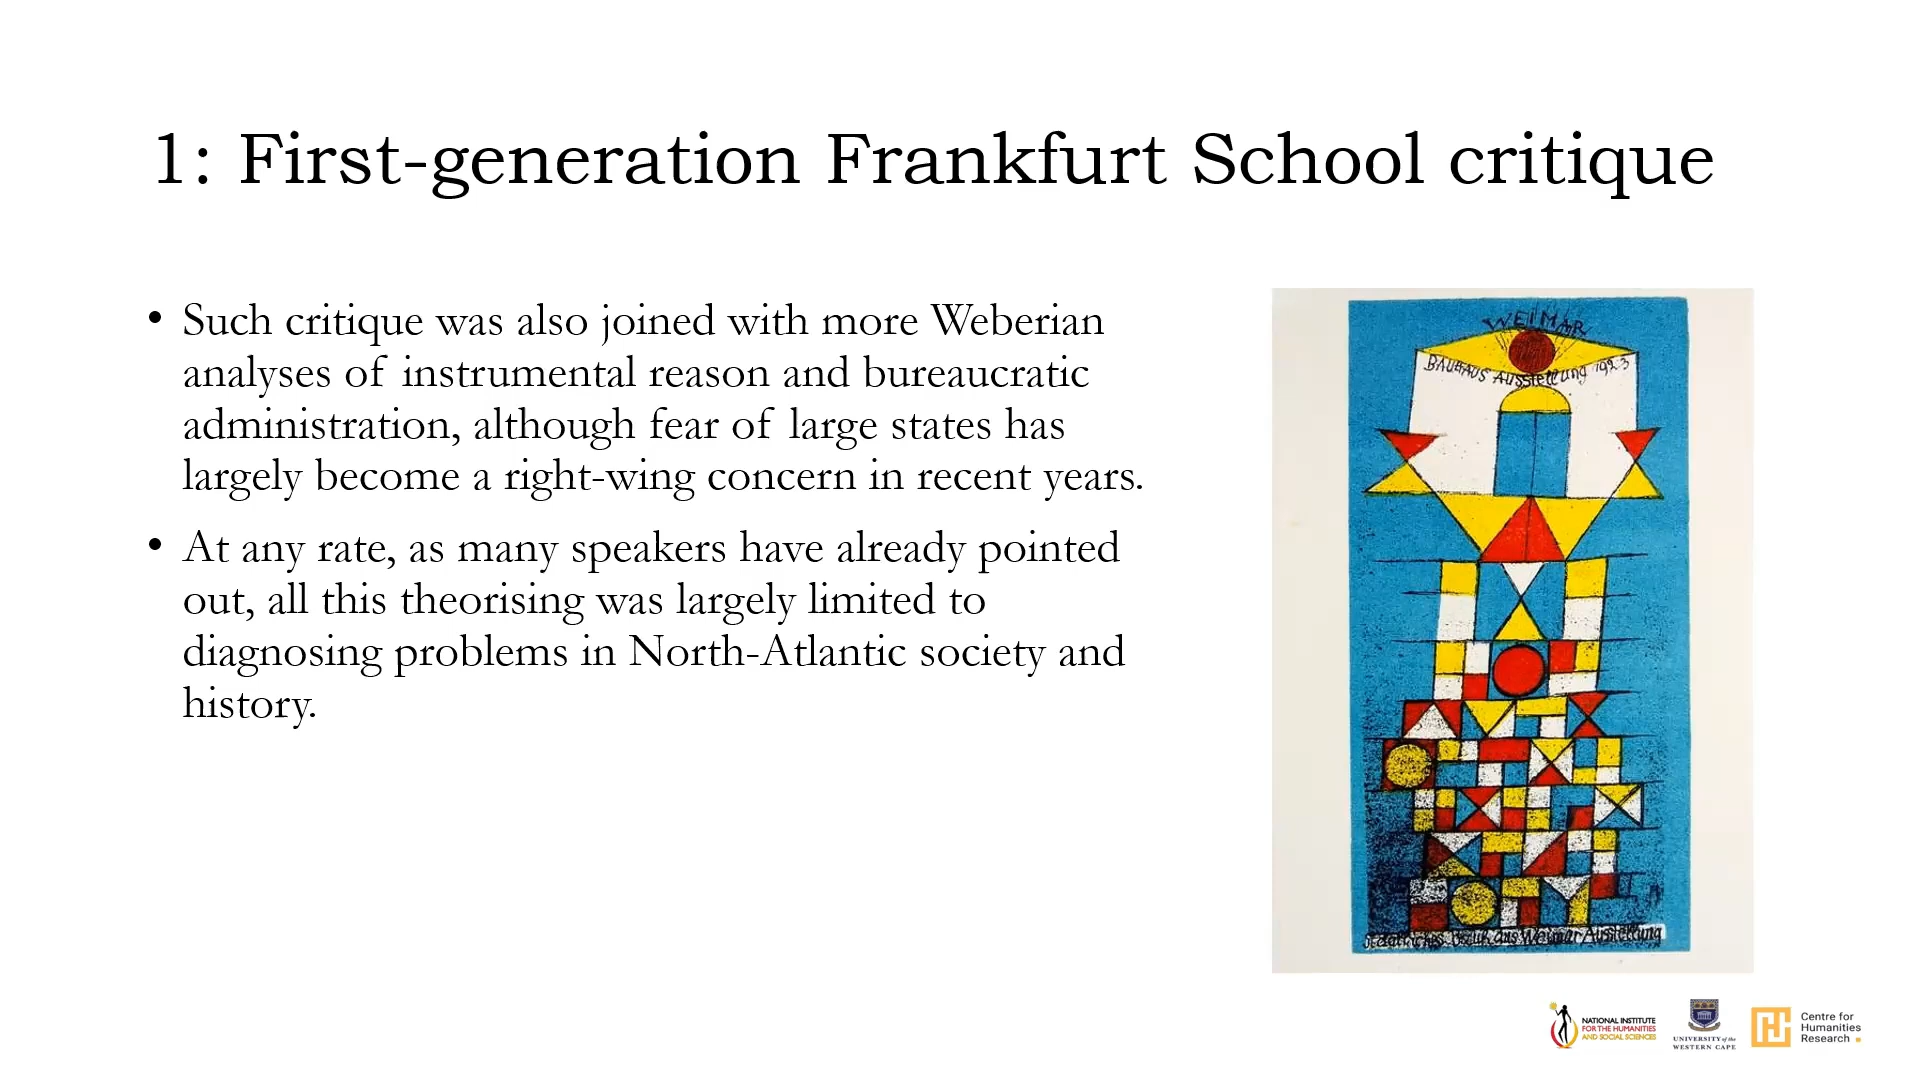 1: First-generation Frankfurt School critique
• Such critique was also joined with more Weberian
analyses of instrumental reason and bureaucratic
administration, although fear of large states has
largely become a right-wing concern in recent years.
• At any rate, as many speakers have already pointed
out, all this theorising was largely limited to
diagnosing problems in North-Atlantic society and
history.
WEIMAR
BAUHAUS Ausstellung 1923
Weimar Ausstellung
NATIONAL INSTITUTE
FOR THE HUMANITIES
AND SOCIAL SCIENCES
UNIVERSITY of the
WESTERN CAPE
Centre for
Humanities
Research